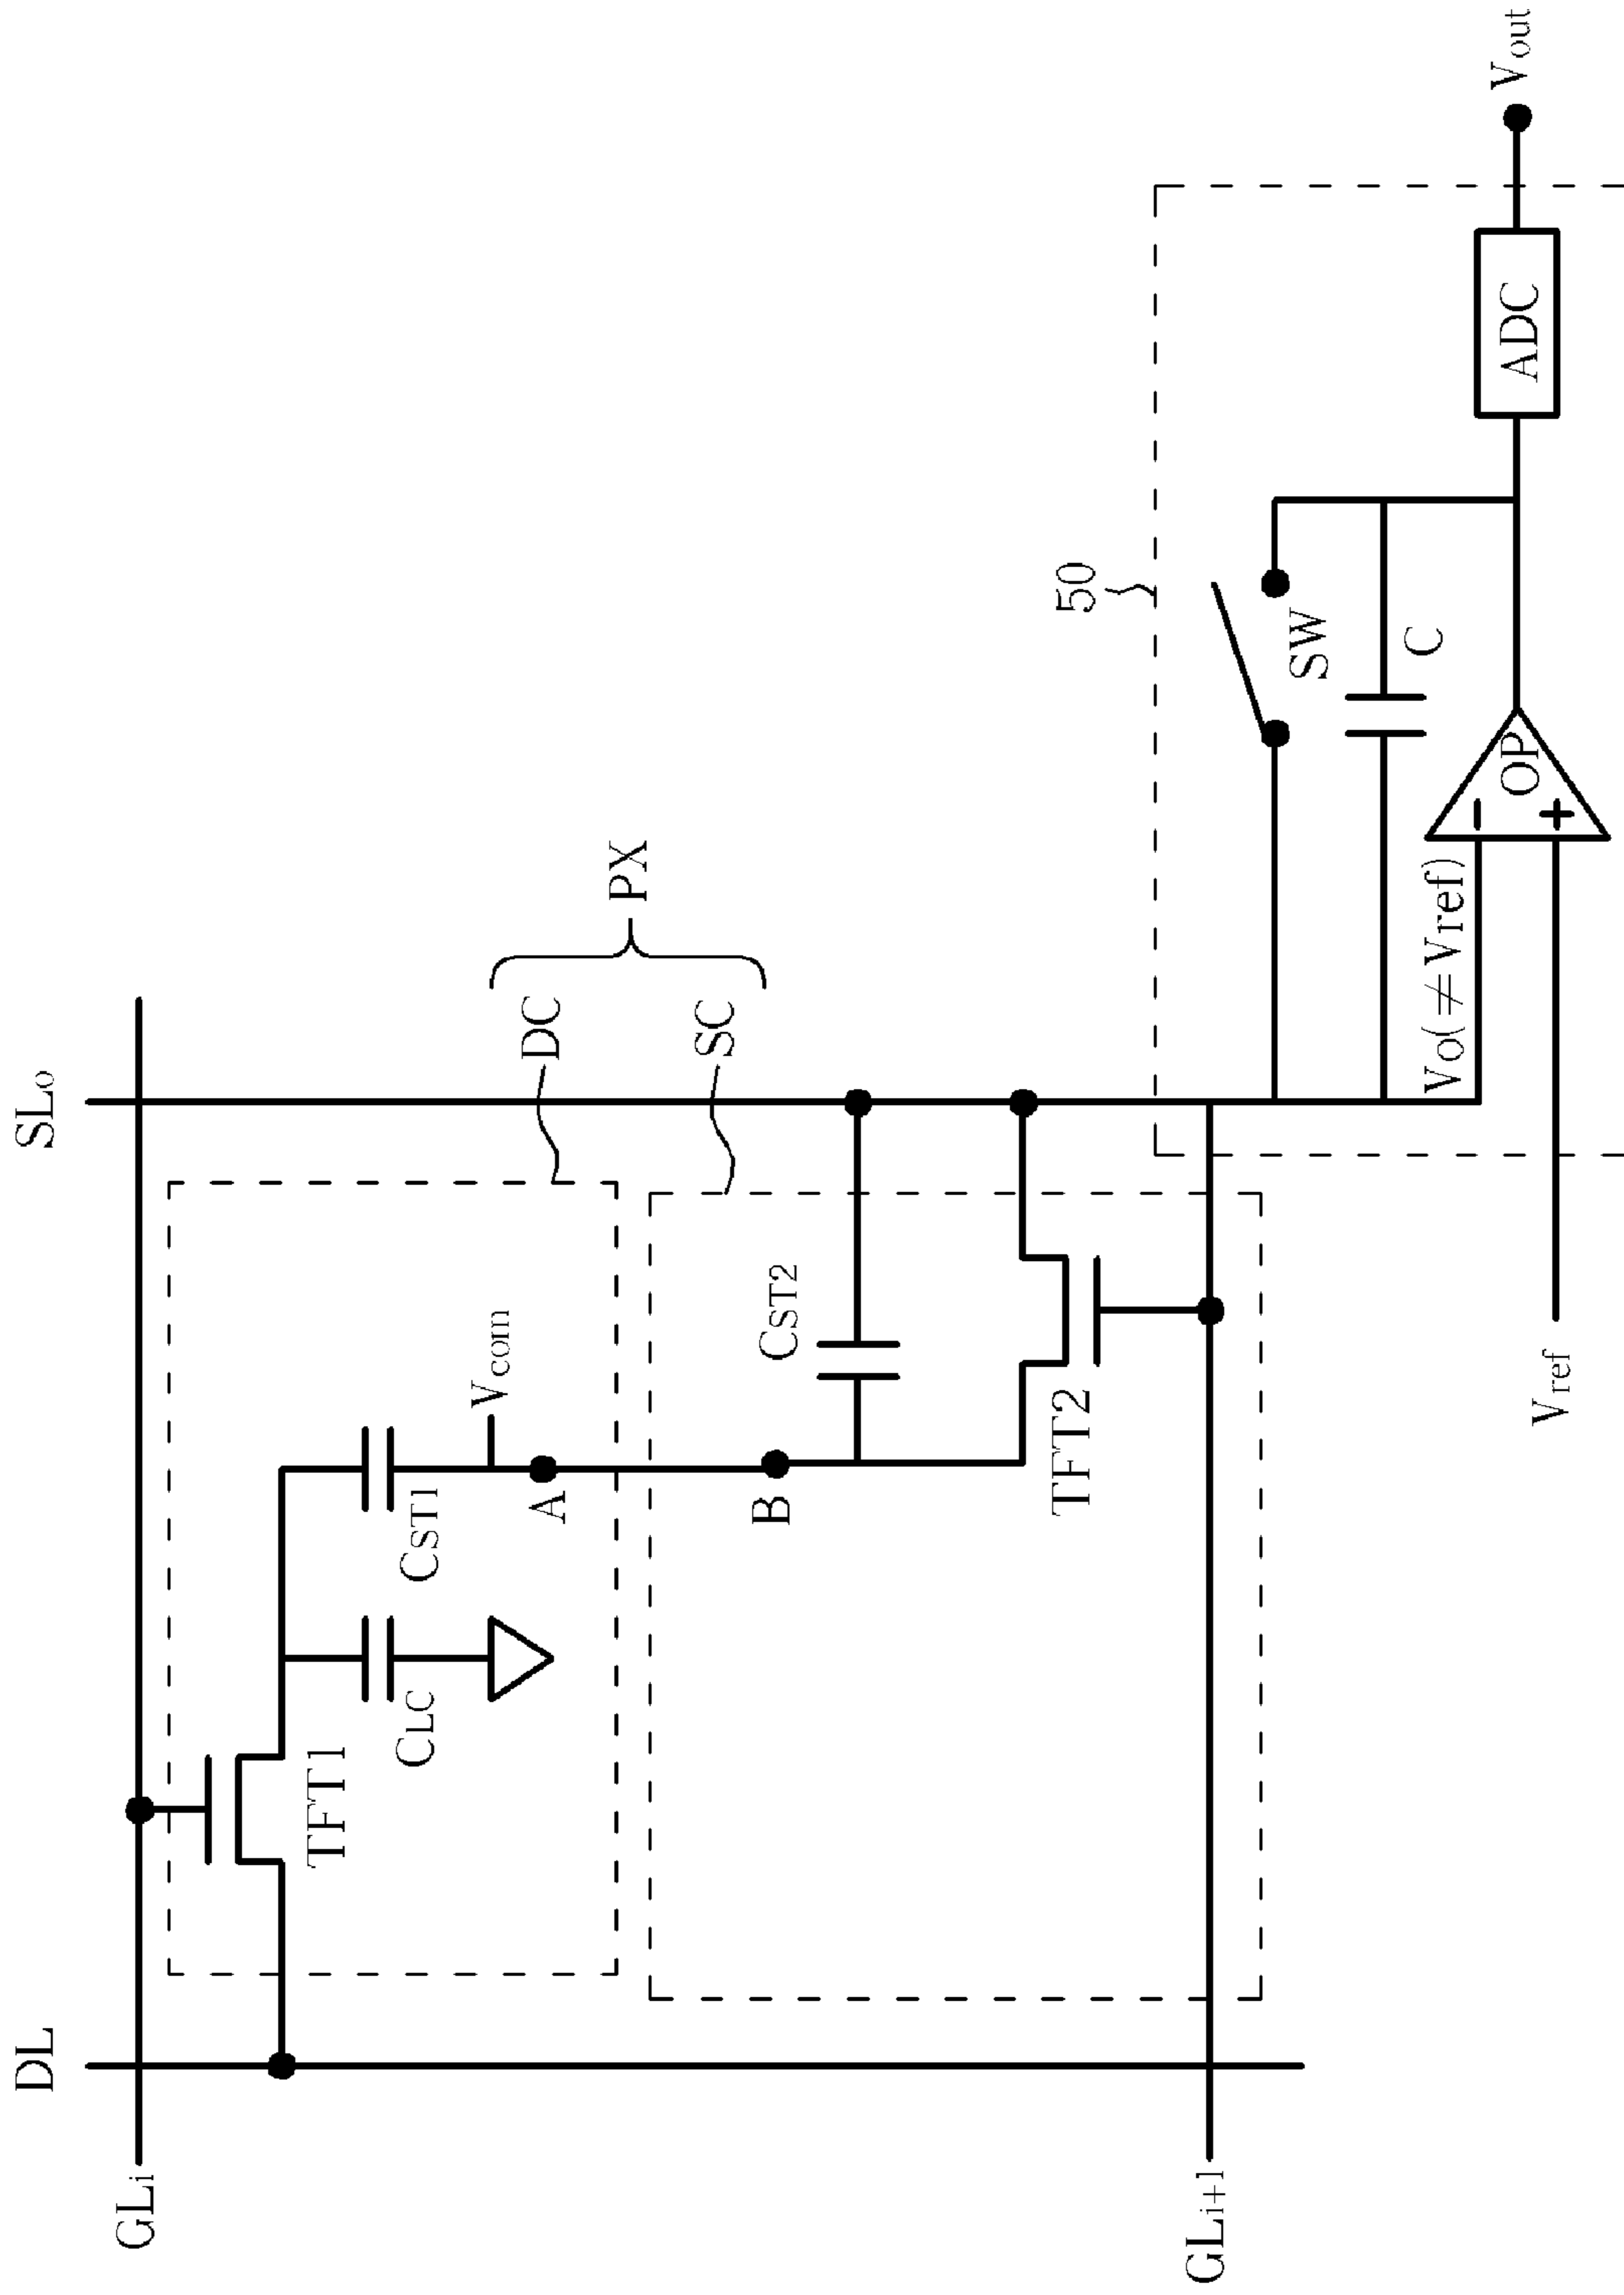 DL
SLo
GLi
TFT1
CLC
CST1
Vcom
A
DC
PX
SC
B
CST2
TFT2
GLi+1
50
SW
C
Vo(≠Vref)
OP
−
+
ADC
Vout
Vref